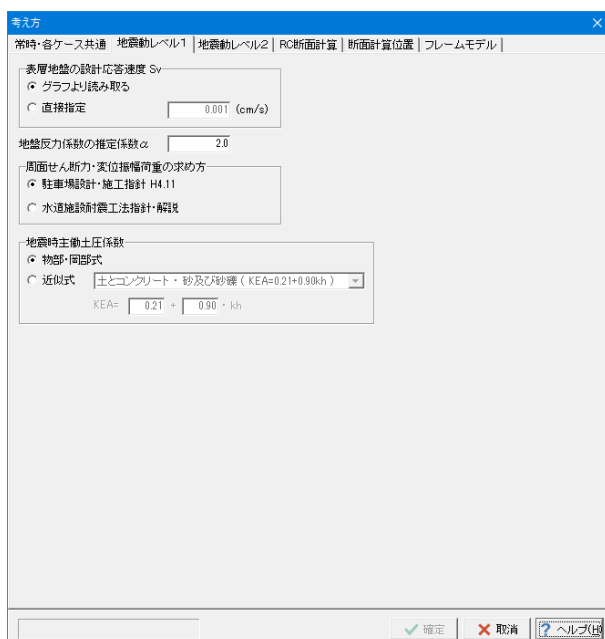 考え方
常時・各ケース共通 地震動レベル1 地震動レベル2 RC断面計算 断面計算位置 フレームモデル
表層地盤の設計応答速度 Sv
グラフより読み取る
直接指定 0.001 (cm/s)
地盤反力係数の推定係数α 2.0
周面せん断力・変位振幅荷重の求め方
駐車場設計・施工指針 H4.11
水道施設耐震工法指針・解説
地震時主働土圧係数
物部・岡部式
近似式 土とコンクリート・ 砂及び砂礫 ( KEA=0.21+0.90kh )
KEA= 0.21 + 0.90 ・ kh
確定 取消 ? ヘルプ(H)